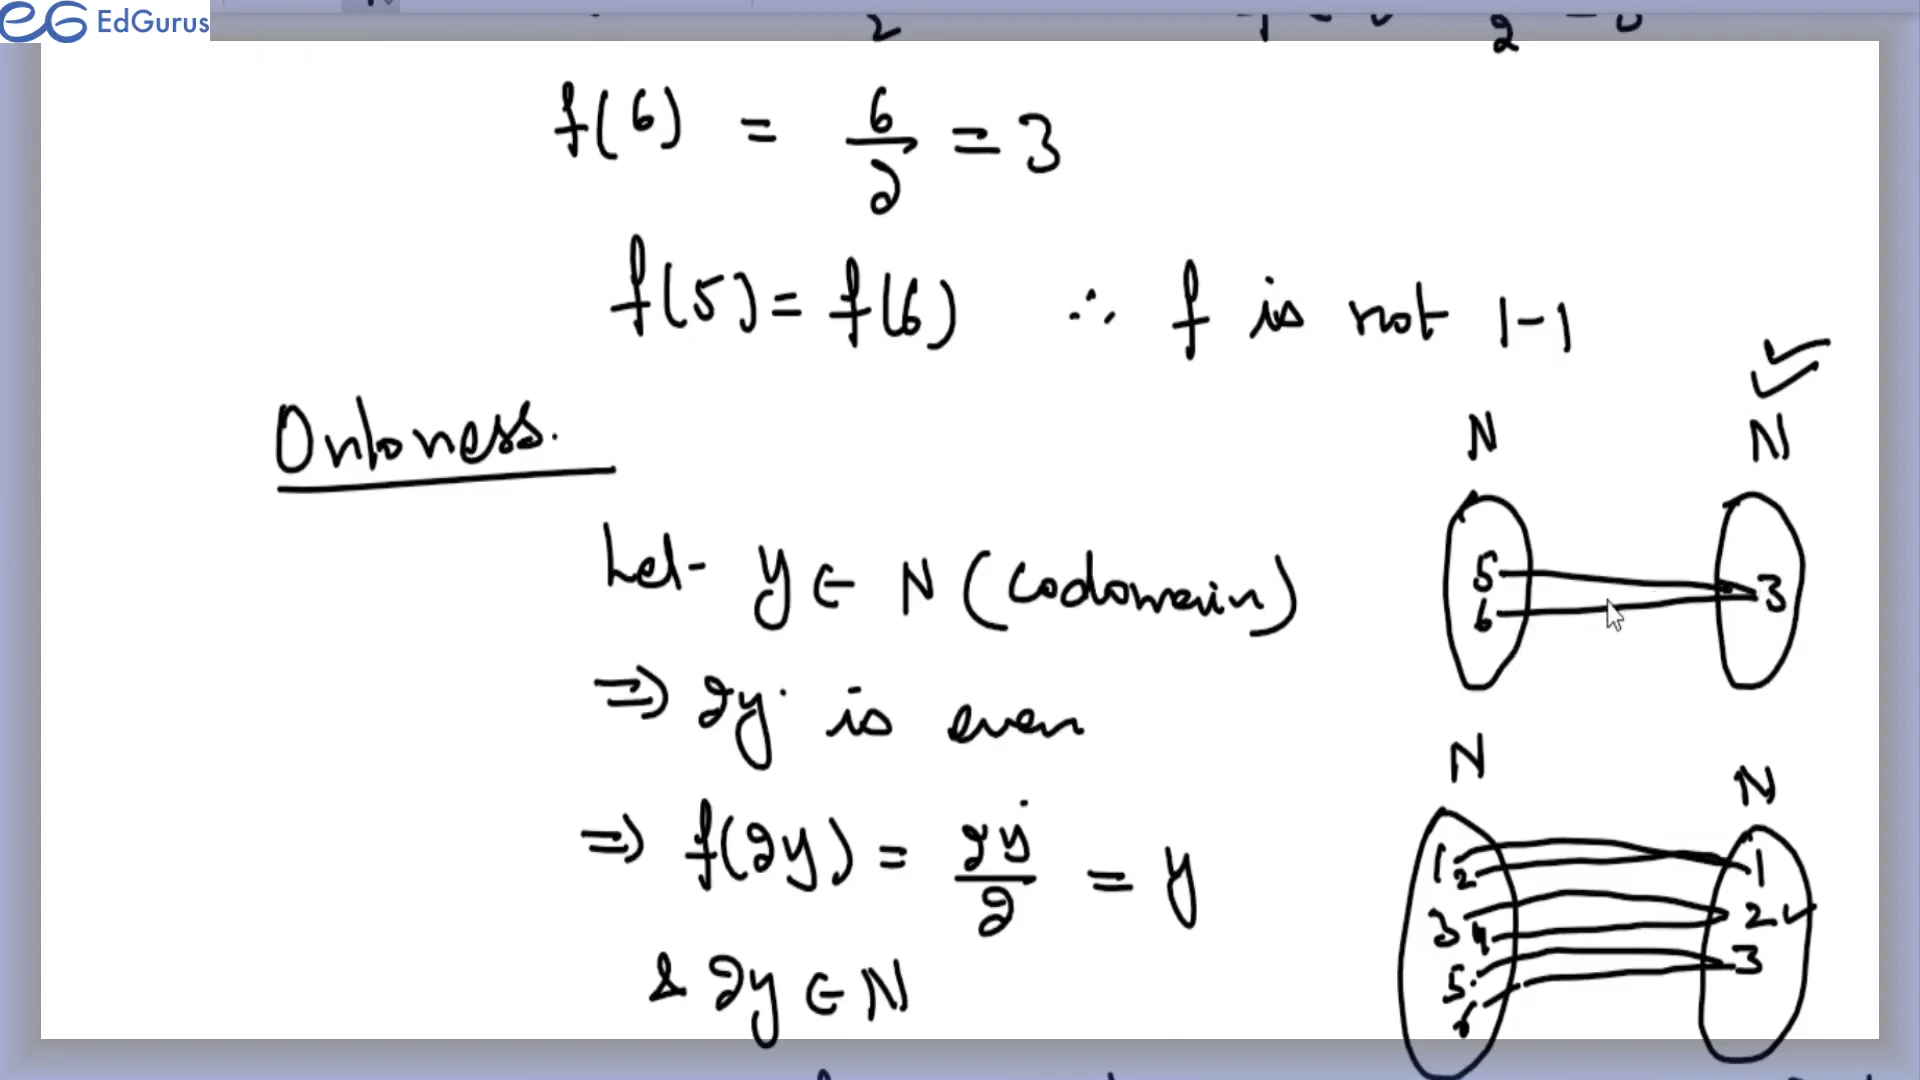 EdGurus
f(6) = 6/2 = 3
f(5) = f(6) ∴ f is not 1-1
Ontoness.
Let y ∈ N (codomain)
⇒ 2y is even
⇒ f(2y) = 2y/2 = y
& 2y ∈ N
N N
5 3
6
N N
1 2 1
3 4 2
5 3
6